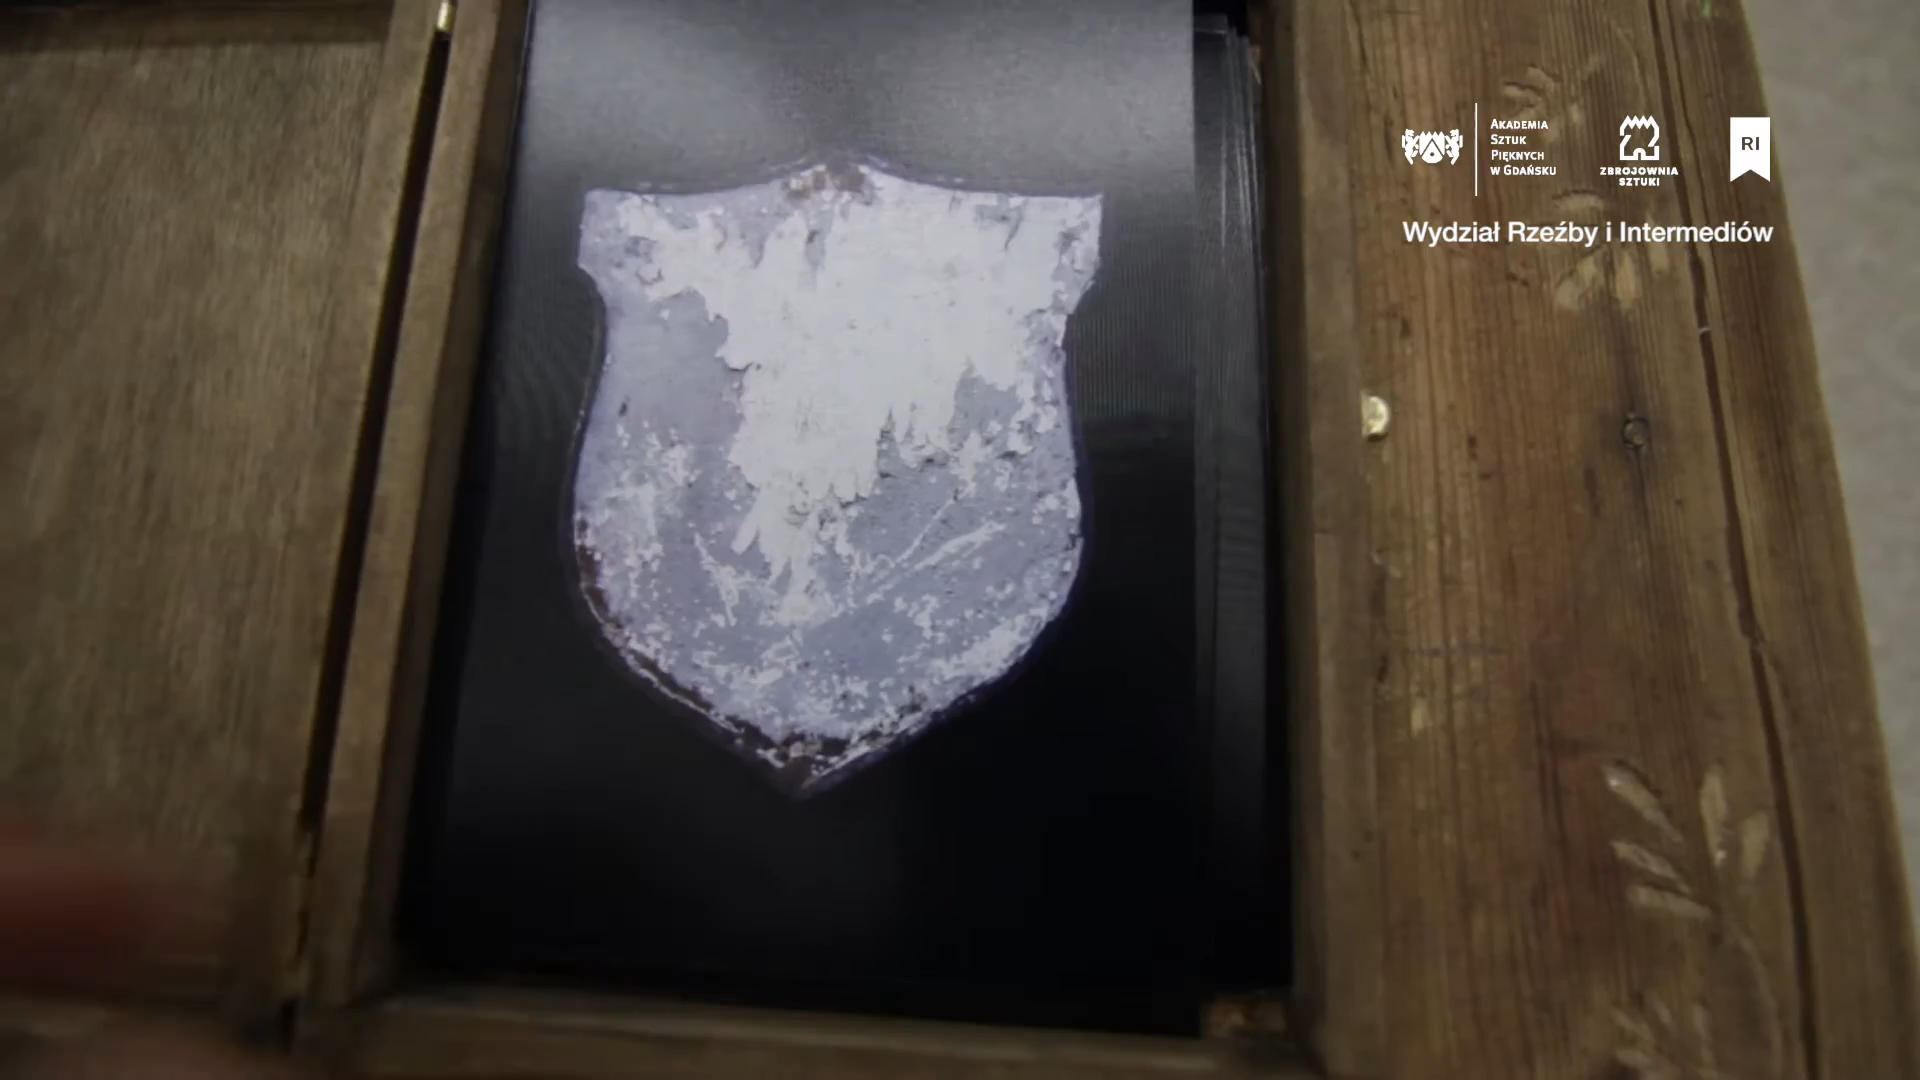 AKADEMIA
SZTUK
PIĘKNYCH
W GDAŃSKU
ZBROJOWNIA
SZTUKI
RI
Wydział Rzeźby i Intermediów